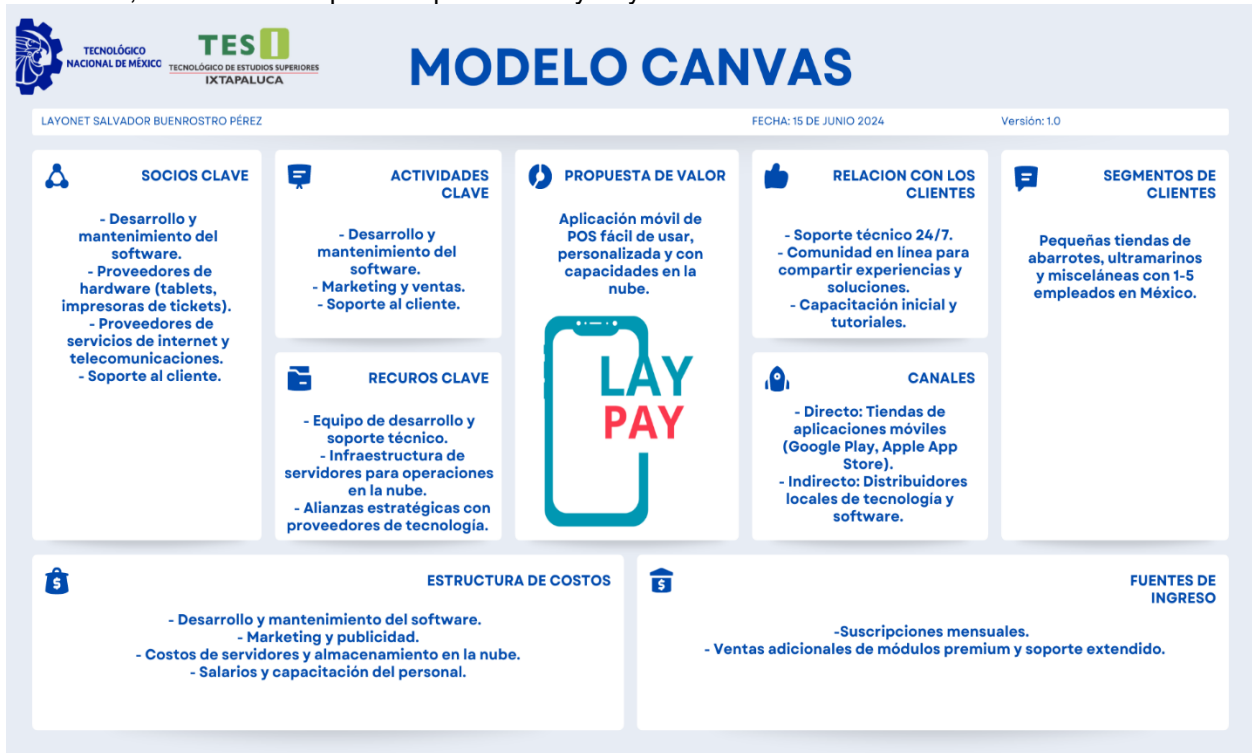 TECNOLÓGICO
NACIONAL DE MÉXICO
TESI
TECNOLÓGICO DE ESTUDIOS SUPERIORES
IXTAPALUCA
MODELO CANVAS
LAYONET SALVADOR BUENROSTRO PÉREZ
FECHA: 15 DE JUNIO 2024
Versión: 1.0
SOCIOS CLAVE
- Desarrollo y
mantenimiento del
software.
- Proveedores de
hardware (tablets,
impresoras de tickets).
- Proveedores de
servicios de internet y
telecomunicaciones.
- Soporte al cliente.
ACTIVIDADES
CLAVE
- Desarrollo y
mantenimiento del
software.
- Marketing y ventas.
- Soporte al cliente.
RECUROS CLAVE
- Equipo de desarrollo y
soporte técnico.
- Infraestructura de
servidores para operaciones
en la nube.
- Alianzas estratégicas con
proveedores de tecnología.
PROPUESTA DE VALOR
Aplicación móvil de
POS fácil de usar,
personalizada y con
capacidades en la
nube.
LAY
PAY
RELACION CON LOS
CLIENTES
- Soporte técnico 24/7.
- Comunidad en línea para
compartir experiencias y
soluciones.
- Capacitación inicial y
tutoriales.
CANALES
- Directo: Tiendas de
aplicaciones móviles
(Google Play, Apple App
Store).
- Indirecto: Distribuidores
locales de tecnología y
software.
SEGMENTOS DE
CLIENTES
Pequeñas tiendas de
abarrotes, ultramarinos
y misceláneas con 1-5
empleados en México.
ESTRUCTURA DE COSTOS
- Desarrollo y mantenimiento del software.
- Marketing y publicidad.
- Costos de servidores y almacenamiento en la nube.
- Salarios y capacitación del personal.
FUENTES DE
INGRESO
-Suscripciones mensuales.
- Ventas adicionales de módulos premium y soporte extendido.